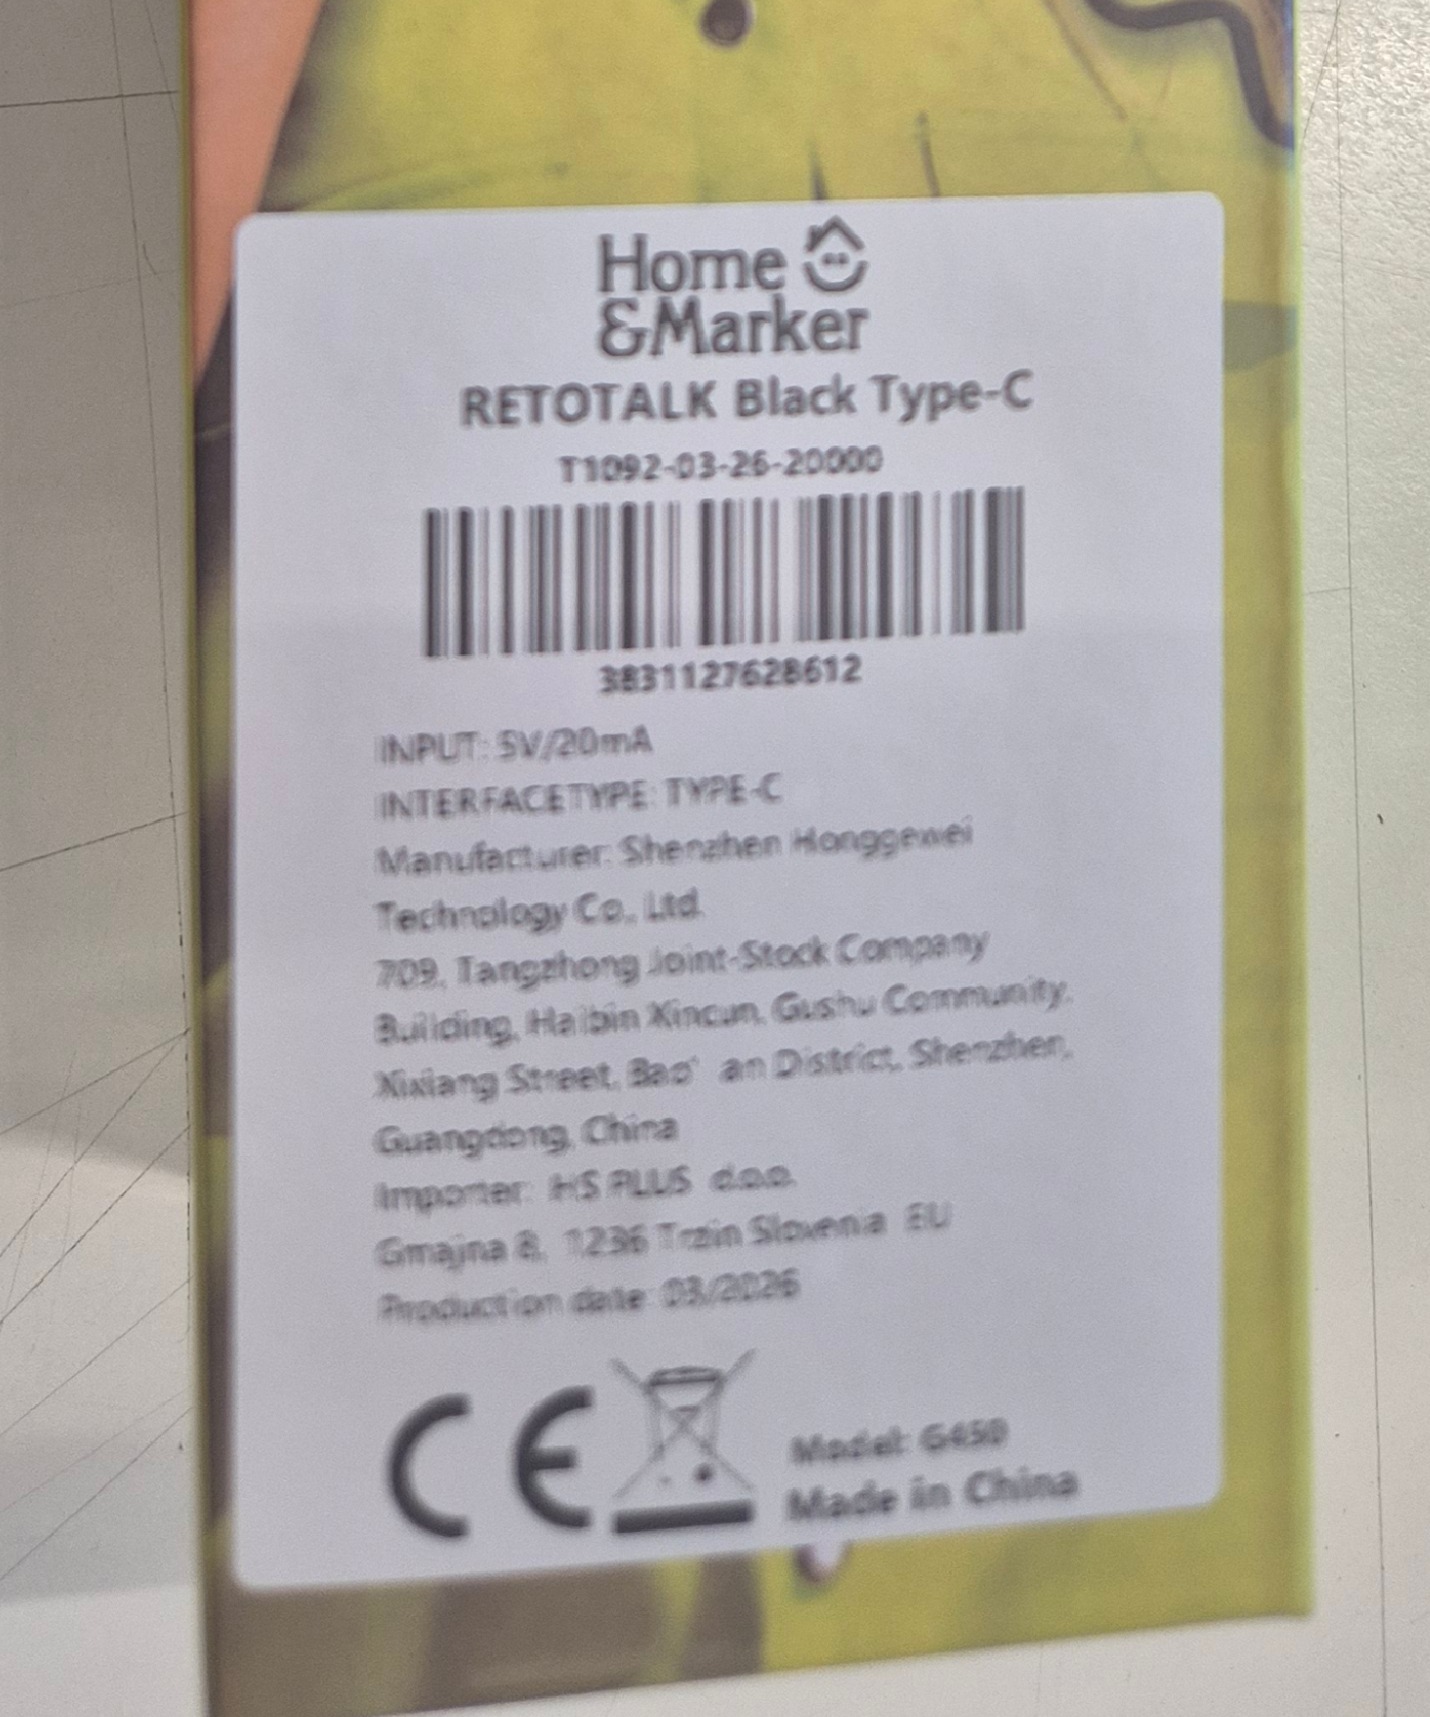 Home
&Marker
RETOTALK Black Type-C
T1092-03-26-20000
3831127628612
INPUT: 5V/20mA
INTERFACETYPE: TYPE-C
Manufacturer: Shenzhen Honggewei
Technology Co., Ltd.
709, Tangzhong Joint-Stock Company
Building, Haibin Xincun, Gushu Community,
Xixiang Street, Bao' an District, Shenzhen,
Guangdong, China
Importer: HS PLUS d.o.o.
Gmajna 8, 1236 Trzin Slovenia EU
Production date: 03/2026
CE
Model: G450
Made in China